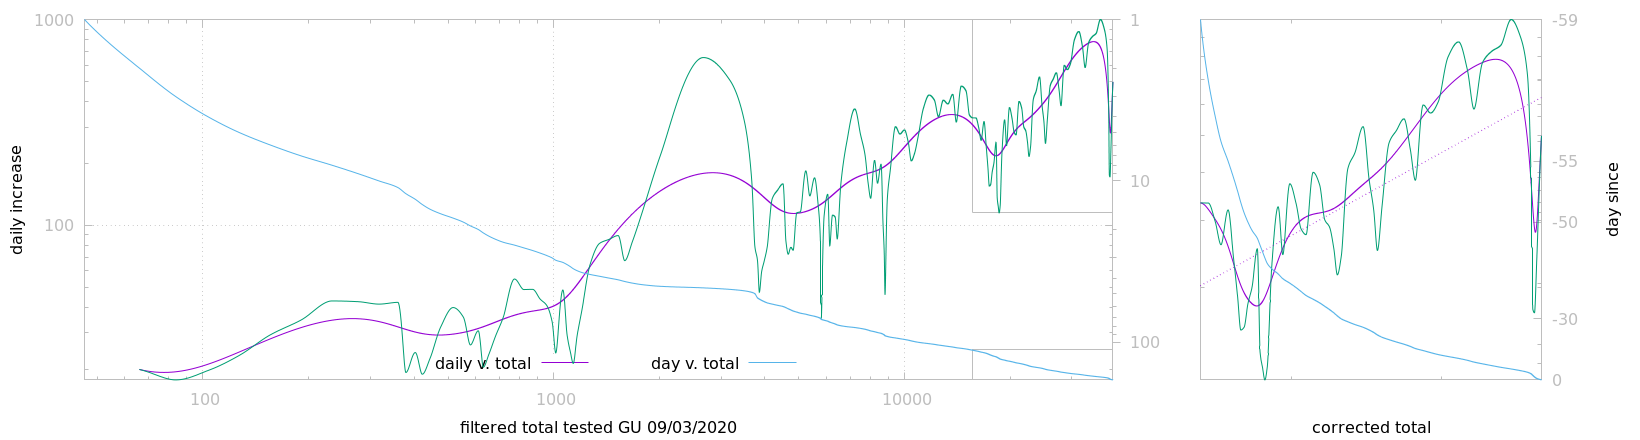 1000
100
daily increase
100
1000
10000
filtered total tested GU 09/03/2020
daily v. total
day v. total
1
10
100
-59
-55
-50
-30
0
day since
corrected total